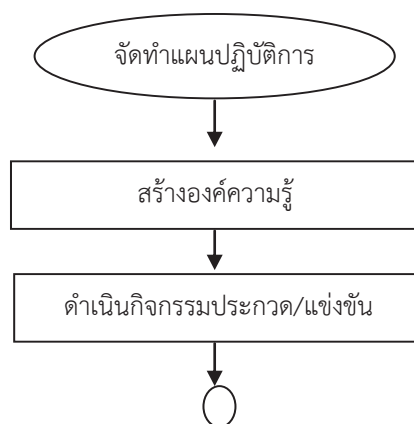 จัดทำแผนปฏิบัติการ
สร้างองค์ความรู้
ดำเนินกิจกรรมประกวด/แข่งขัน